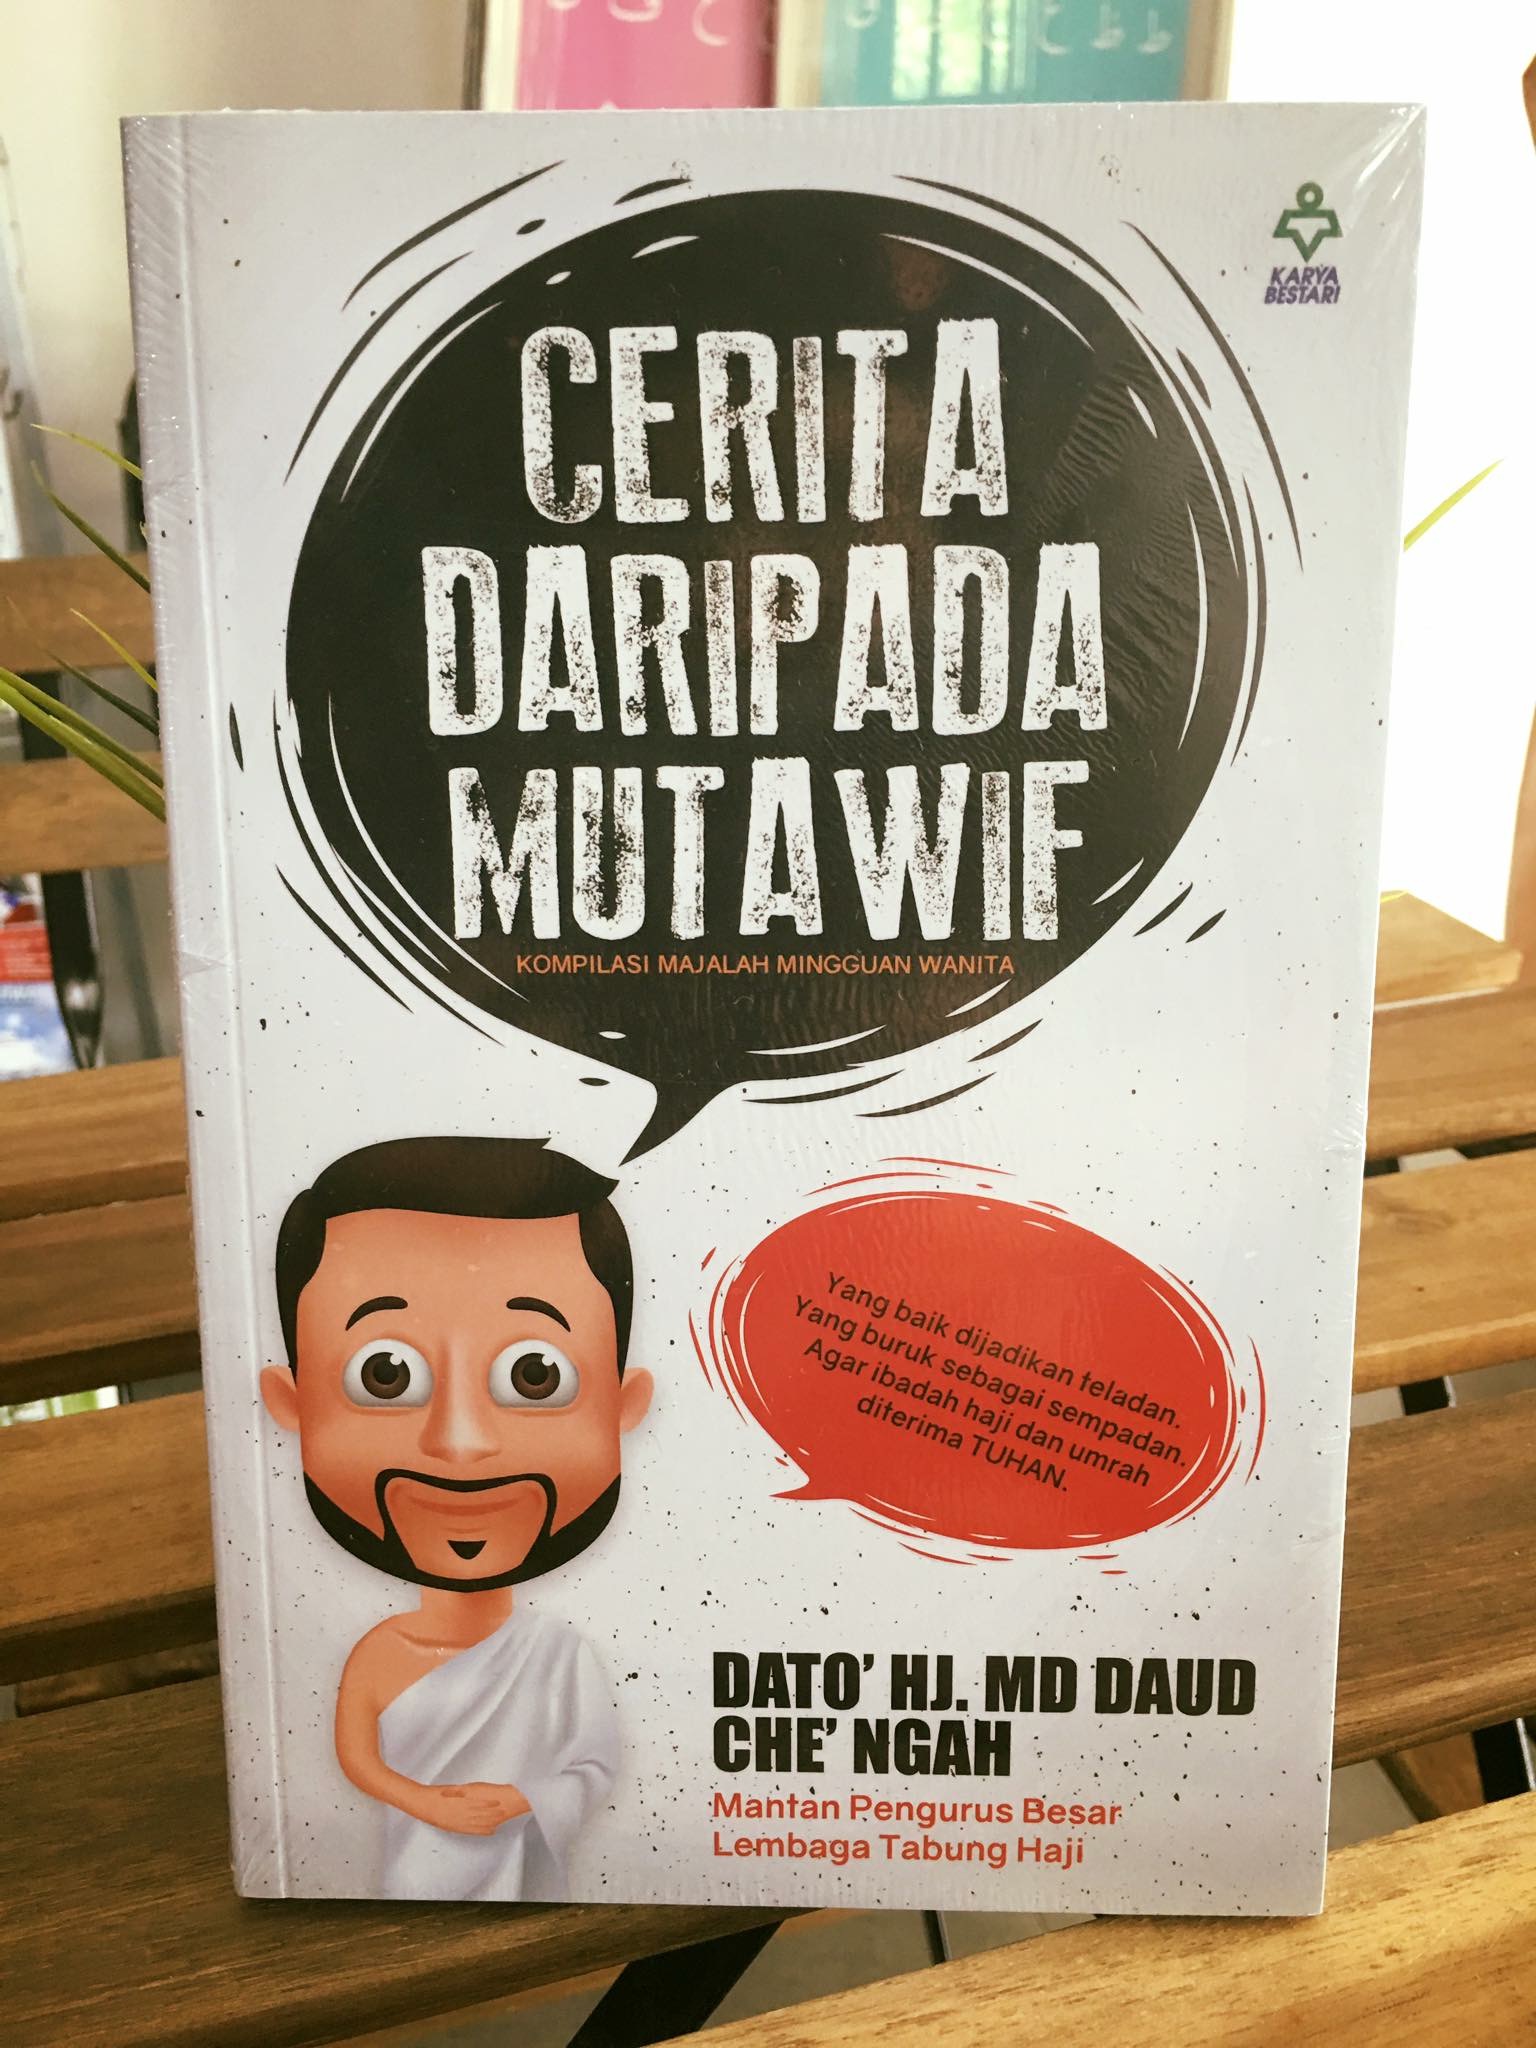 KARYA
BESTARI
CERITA
DARIPADA
MUTAWIF
KOMPILASI MAJALAH MINGGUAN WANITA
Yang baik dijadikan teladan.
Yang buruk sebagai sempadan.
Agar ibadah haji dan umrah
diterima TUHAN.
DATO' HJ. MD DAUD
CHE' NGAH
Mantan Pengurus Besar
Lembaga Tabung Haji